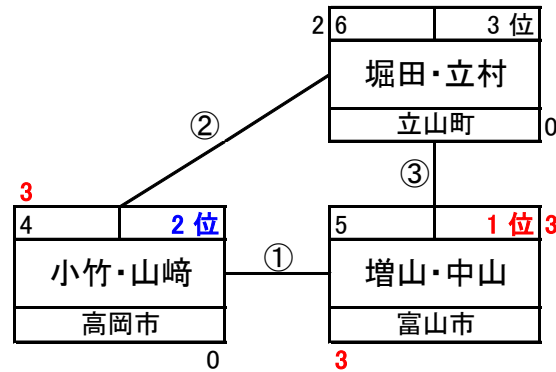 2 6 3 位
堀田・立村
立山町 0
②
③
3
4 2 位
小竹・山﨑
高岡市
0
①
5 1 位 3
増山・中山
富山市
3